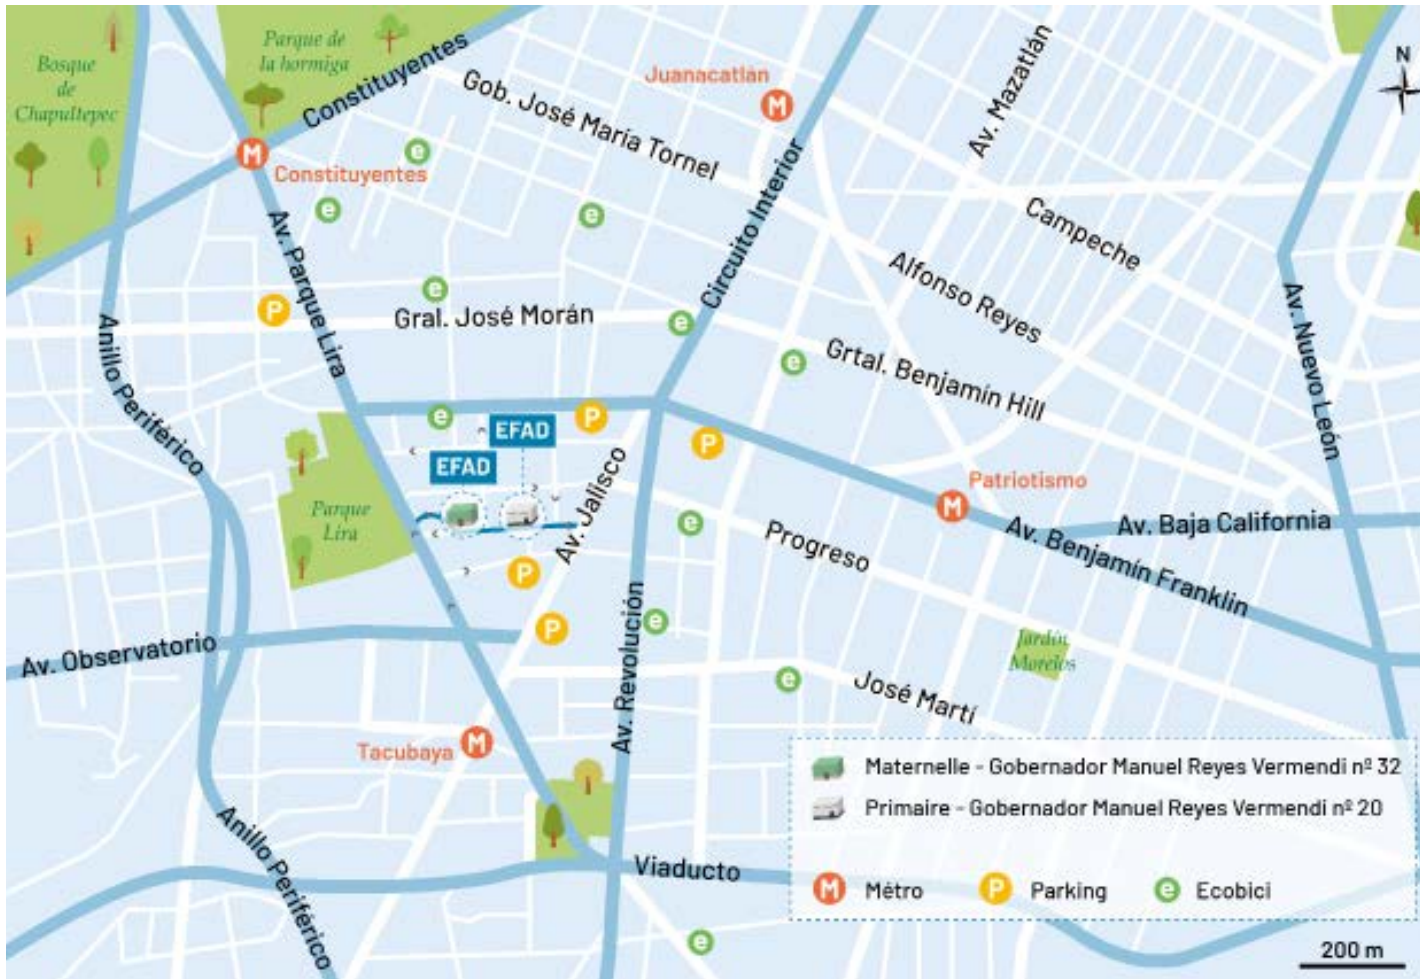 Bosque
de
Chapultepec
Parque de
la hormiga
Constituyentes
Gob. José María Tornel
Juanacatlán
M
Av. Mazatlán
N
M
Constituyentes
e
e
e
Circuito Interior
Campeche
Av. Parque Lira
Alfonso Reyes
Av. Nuevo León
e
P
Gral. José Morán
e
Grtal. Benjamín Hill
e
Anillo Periférico
e
P
EFAD
P
EFAD
Av. Jalisco
Patriotismo
M
Parque
Lira
e
Progreso
Av. Baja California
Av. Benjamín Franklin
P
P
Av. Revolución
e
Av. Observatorio
Jardín
Morelos
e
José Martí
Tacubaya
M
Anillo Periférico
Viaducto
e
Maternelle - Gobernador Manuel Reyes Vermendi nº 32
Primaire - Gobernador Manuel Reyes Vermendi nº 20
M Métro
P Parking
e Ecobici
200 m